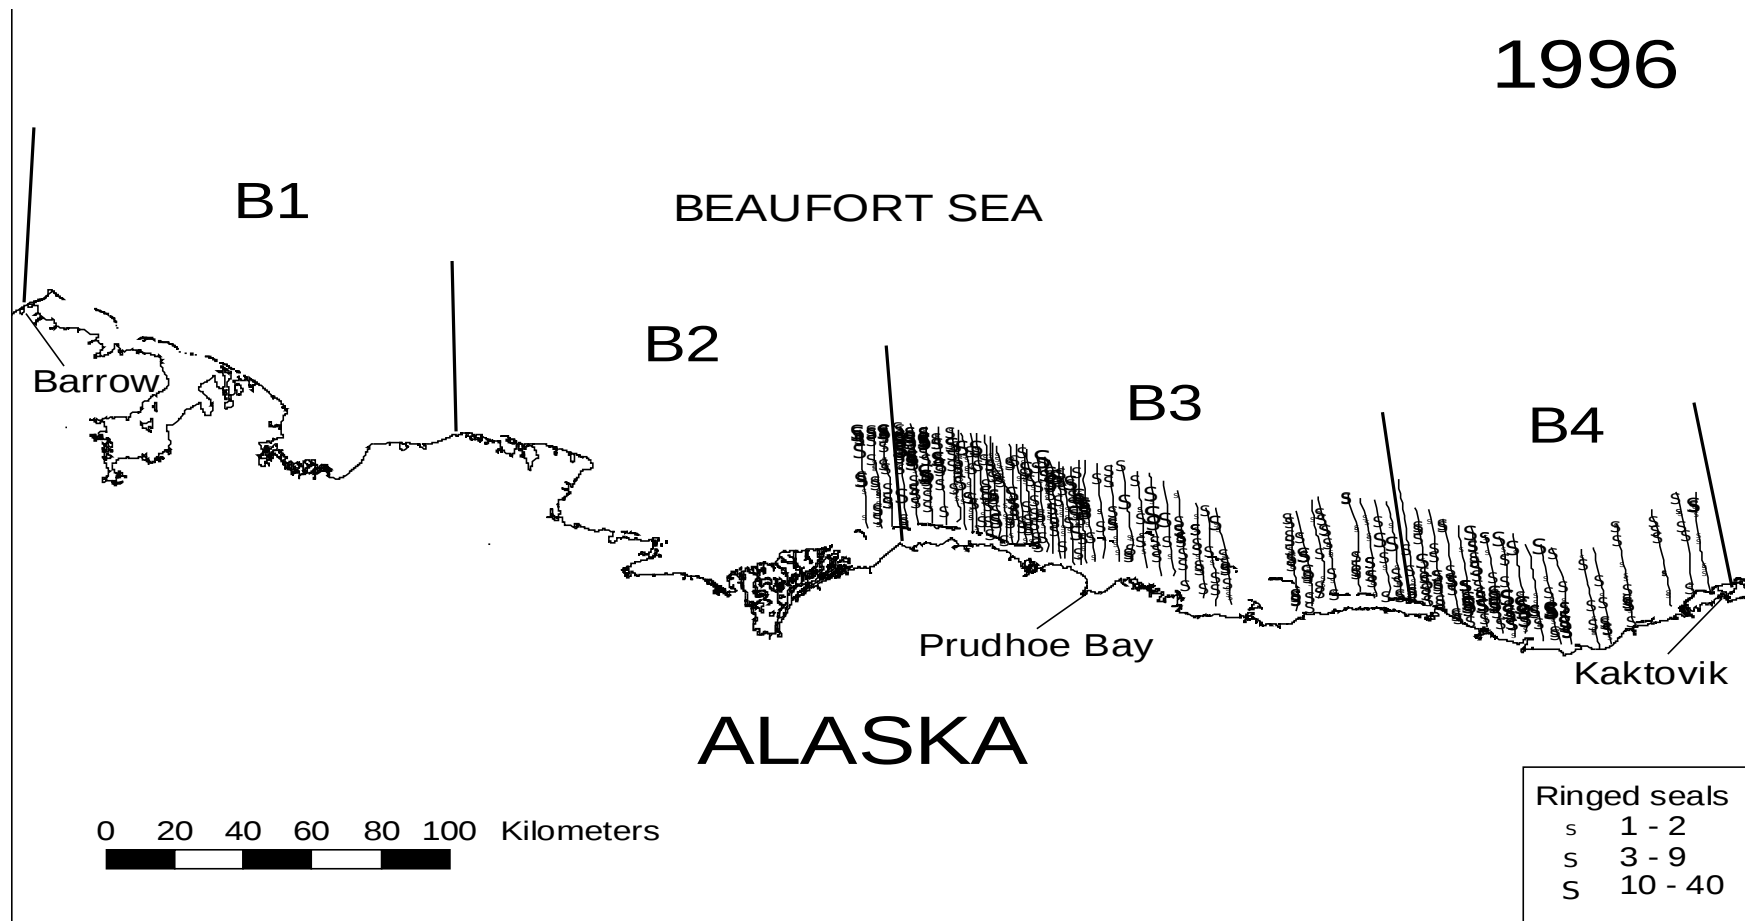 1996
B1
BEAUFORT SEA
B2
B3
B4
Barrow
Prudhoe Bay
Kaktovik
ALASKA
0 20 40 60 80 100 Kilometers
Ringed seals
s 1 - 2
s 3 - 9
S 10 - 40